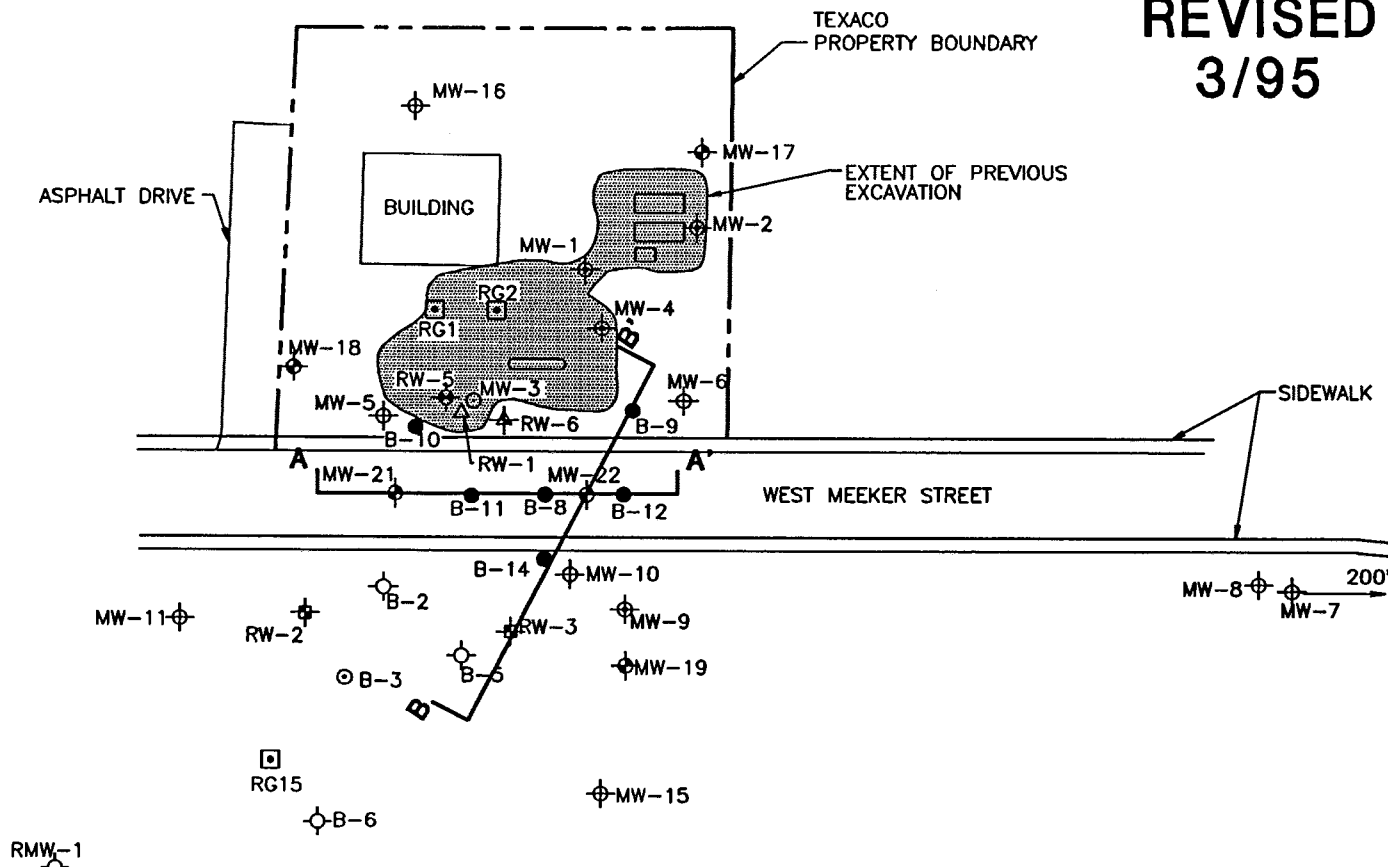 REVISED
3/95
TEXACO
PROPERTY BOUNDARY
MW-16
MW-17
ASPHALT DRIVE
EXTENT OF PREVIOUS
EXCAVATION
BUILDING
MW-2
MW-1
RG2
RG1
MW-4
B'
MW-18
RW-5
MW-3
MW-6
SIDEWALK
MW-5
B-10
RW-6
B-9
A
RW-1
A'
MW-21
MW-22
WEST MEEKER STREET
B-11
B-8
B-12
B-14
MW-10
200'
MW-8
MW-7
B-2
MW-11
RW-2
RW-3
MW-9
MW-19
B-5
B-3
B
RG15
MW-15
B-6
RMW-1